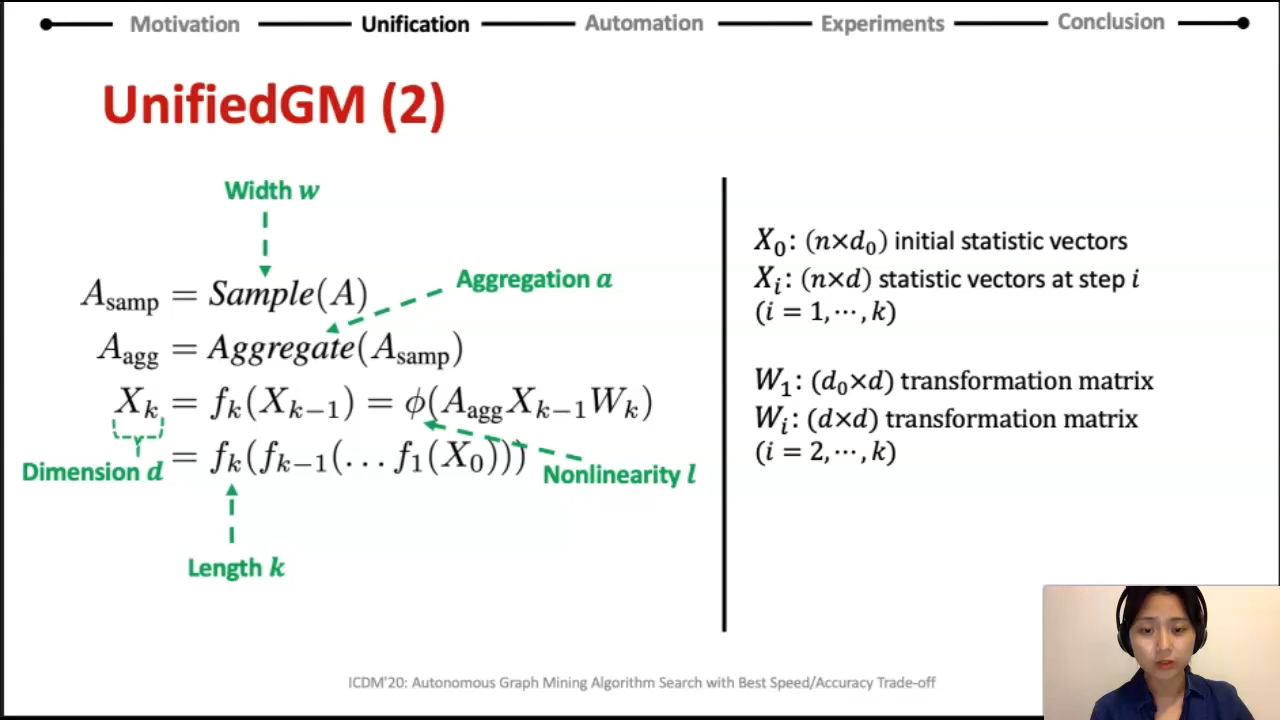 Motivation Unification Automation Experiments Conclusion
UnifiedGM (2)
Width w
Aggregation a
A_samp = Sample(A)
A_agg = Aggregate(A_samp)
X_k = f_k(X_{k−1}) = ϕ(A_agg X_{k−1} W_k)
= f_k(f_{k−1}(… f_1(X_0)))
Dimension d
Nonlinearity l
Length k
X_0: (n×d_0) initial statistic vectors
X_i: (n×d) statistic vectors at step i
(i = 1,⋯, k)
W_1: (d_0×d) transformation matrix
W_i: (d×d) transformation matrix
(i = 2,⋯, k)
ICDM'20: Autonomous Graph Mining Algorithm Search with Best Speed/Accuracy Trade-off